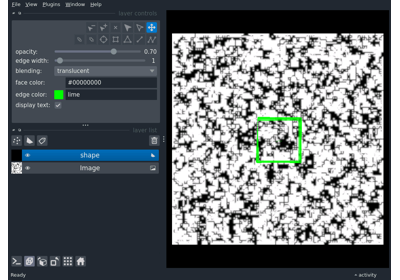 File View Plugins Window Help
layer controls
opacity: 0.70
edge width: 1
blending: translucent
face color: #00000000
edge color: lime
display text:
layer list
shape
Image
Ready
activity